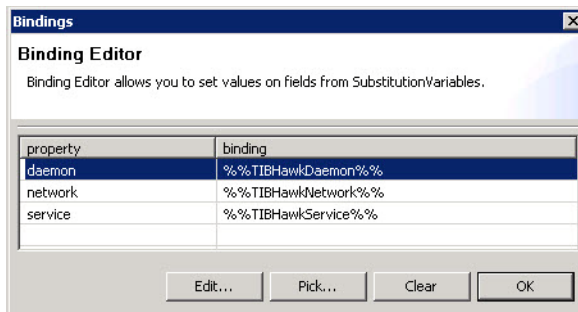 Bindings
Binding Editor
Binding Editor allows you to set values on fields from SubstitutionVariables.
property binding
daemon %%TIBHawkDaemon%%
network %%TIBHawkNetwork%%
service %%TIBHawkService%%
Edit... Pick... Clear OK